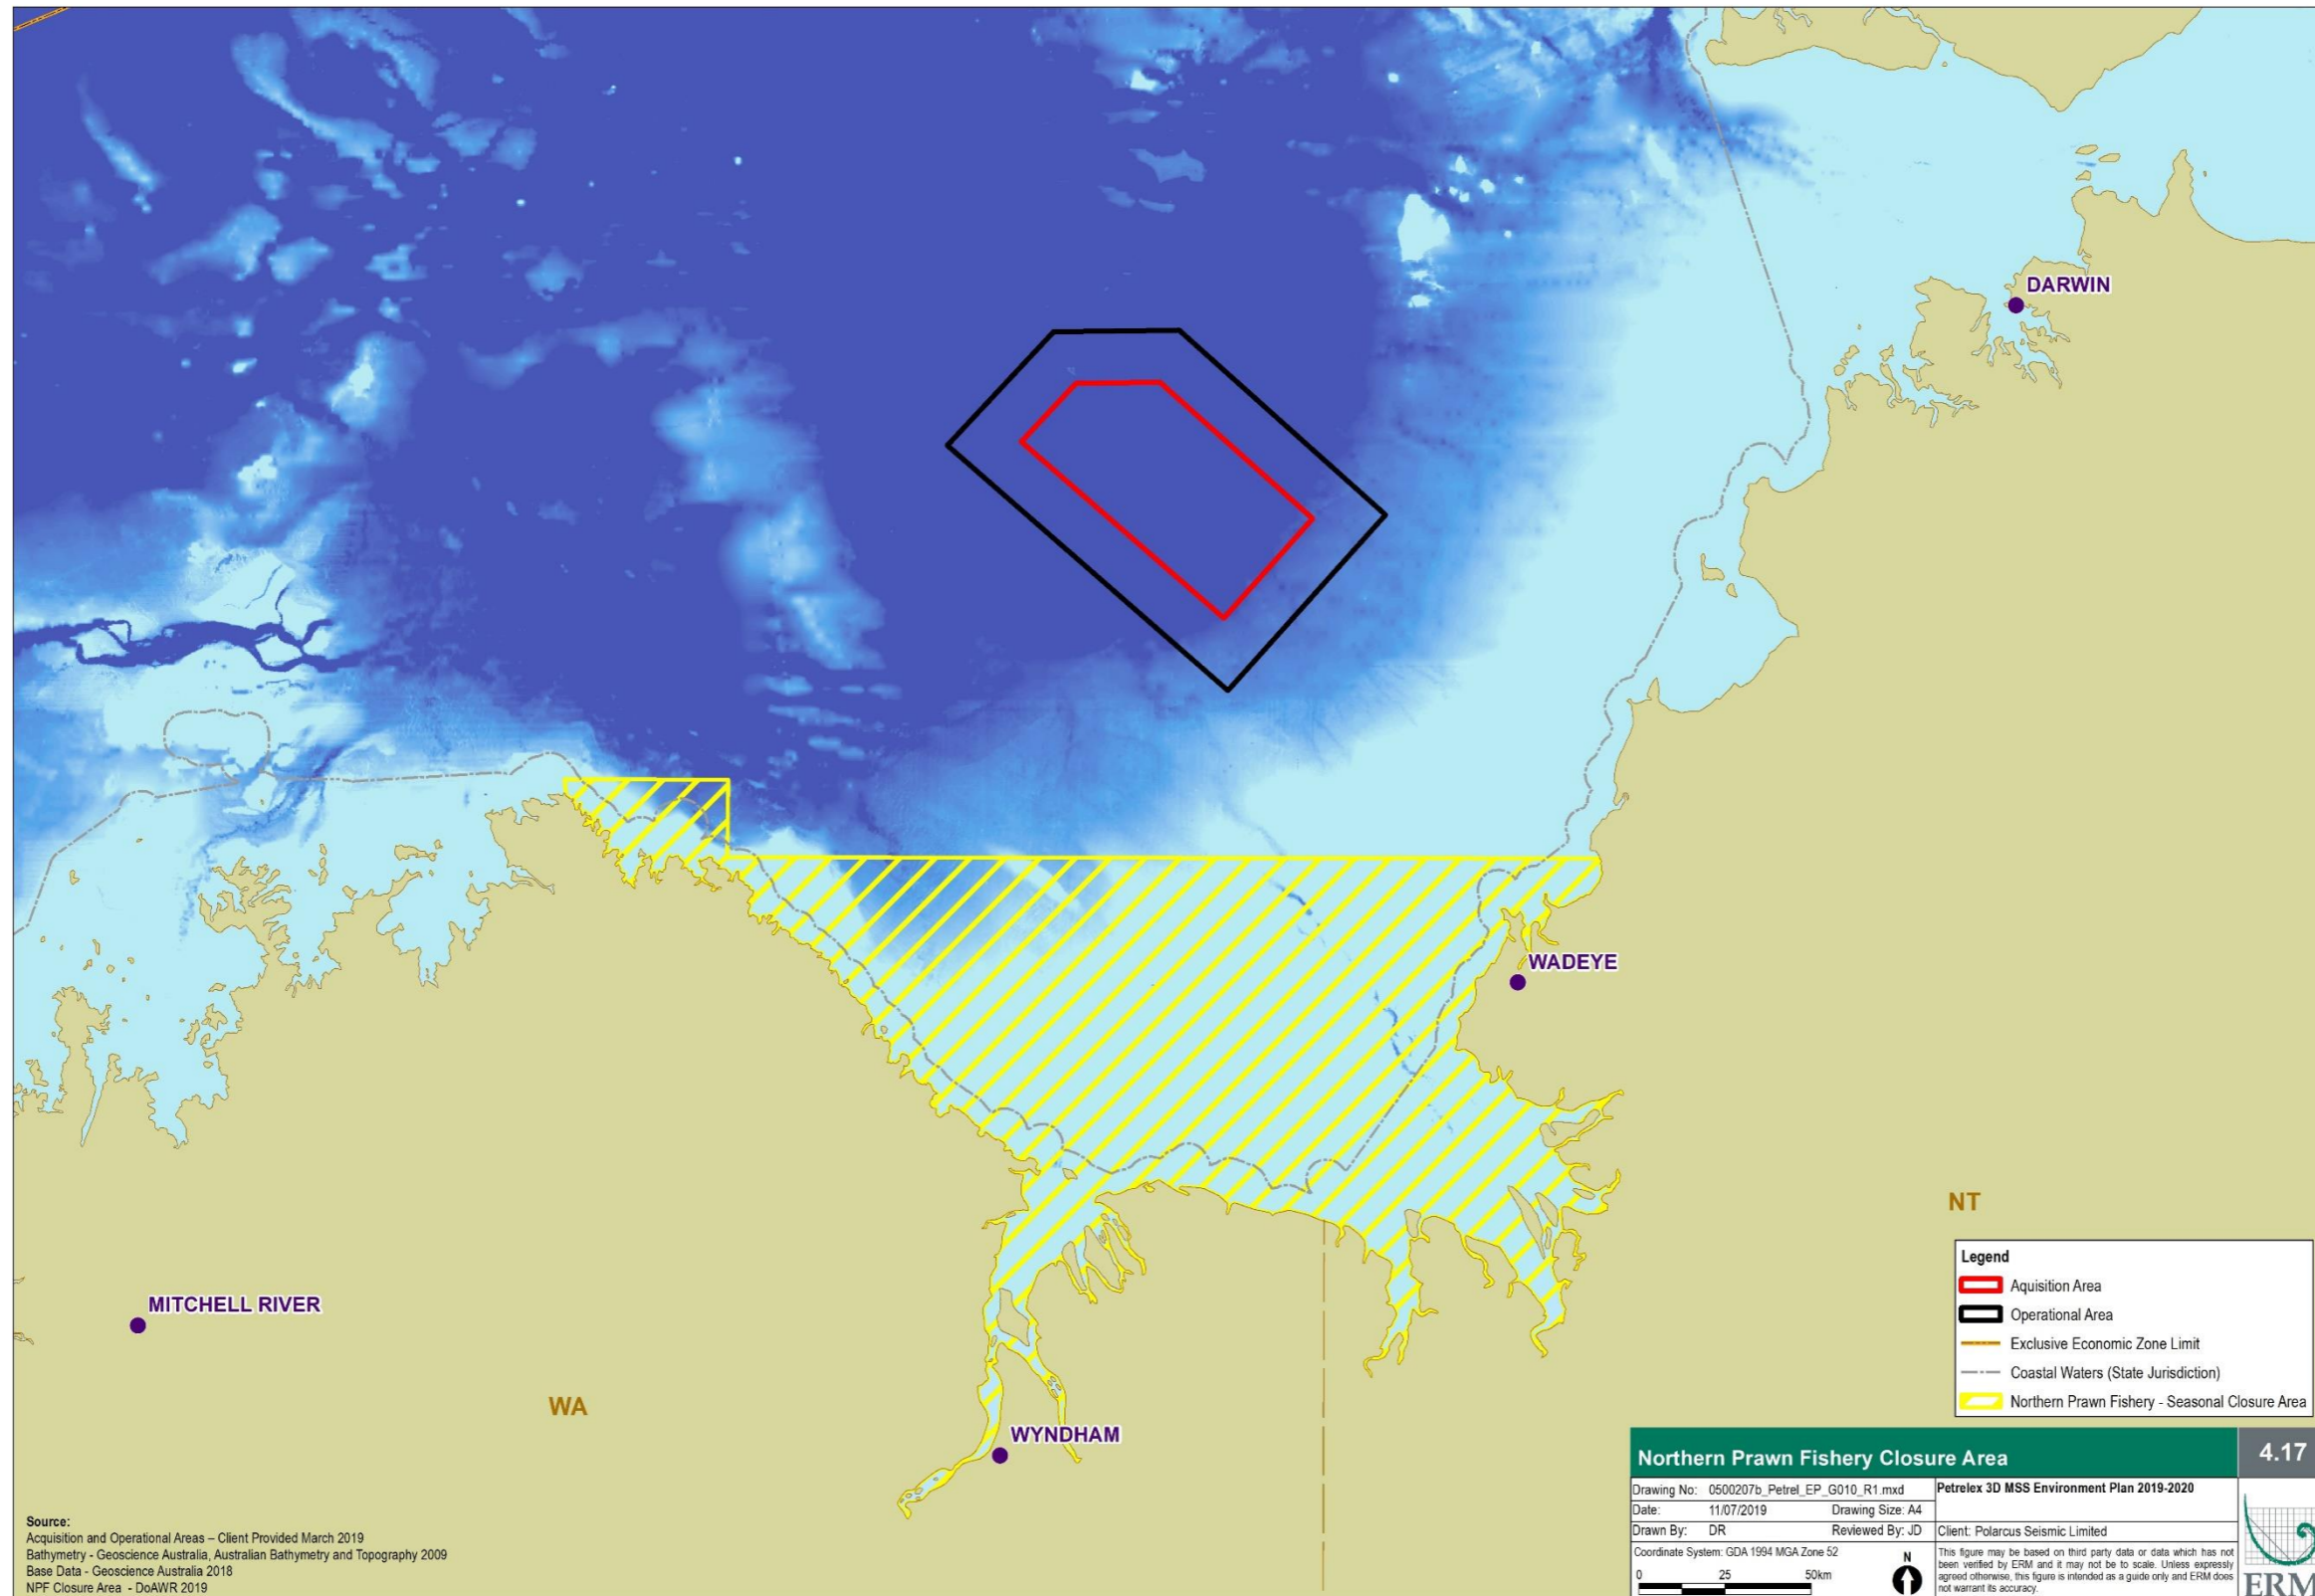 DARWIN
WADEYE
NT
MITCHELL RIVER
WA
WYNDHAM
Legend
Aquisition Area
Operational Area
Exclusive Economic Zone Limit
Coastal Waters (State Jurisdiction)
Northern Prawn Fishery - Seasonal Closure Area
Northern Prawn Fishery Closure Area 4.17
Drawing No: 0500207b_Petrel_EP_G010_R1.mxd
Petrelex 3D MSS Environment Plan 2019-2020
Date: 11/07/2019 Drawing Size: A4
Drawn By: DR Reviewed By: JD
Client: Polarcus Seismic Limited
Coordinate System: GDA 1994 MGA Zone 52
N
0 25 50km
This figure may be based on third party data or data which has not
been verified by ERM and it may not be to scale. Unless expressly
agreed otherwise, this figure is intended as a guide only and ERM does
not warrant its accuracy.
ERM
Source:
Acquisition and Operational Areas – Client Provided March 2019
Bathymetry - Geoscience Australia, Australian Bathymetry and Topography 2009
Base Data - Geoscience Australia 2018
NPF Closure Area - DoAWR 2019